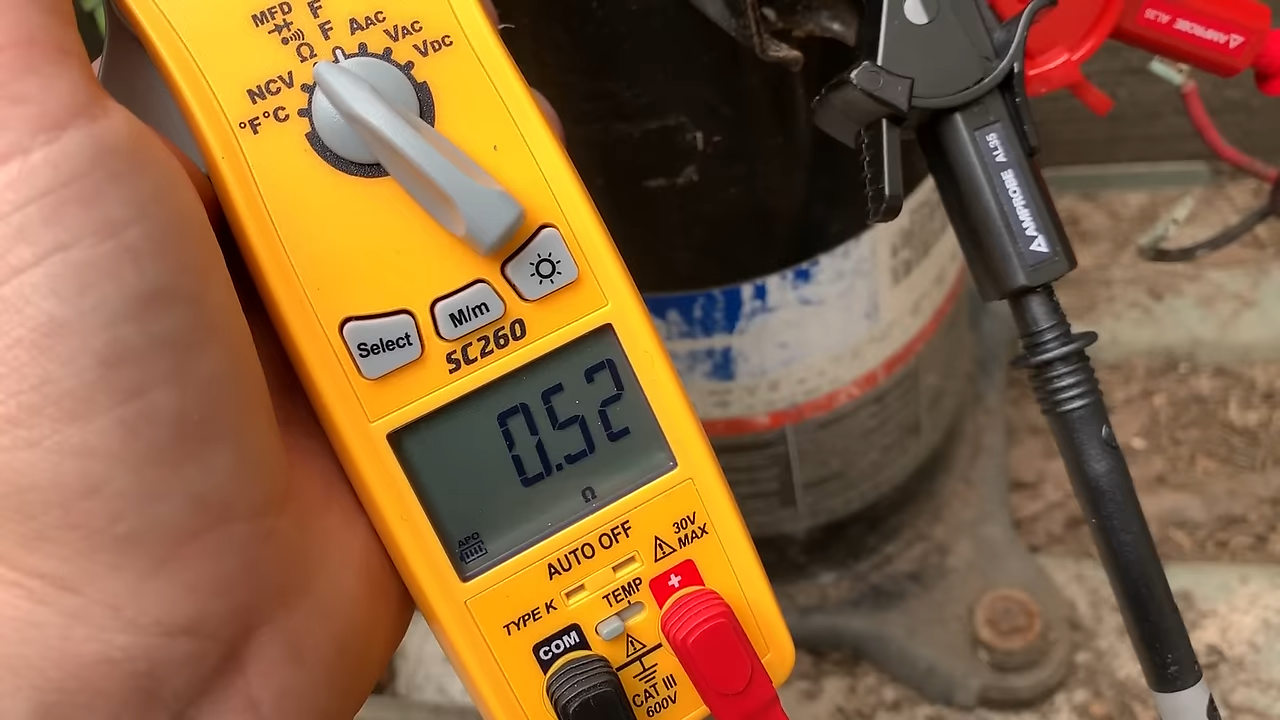 MFD F
Ω F AAC VAC VDC
NCV
°F°C
Select
M/m
SC260
0.52
Ω
APO
AUTO OFF
30V
MAX
TYPE K
TEMP
+
COM
CAT III
600V
AMPROBE AL35
AMPROBE AL35